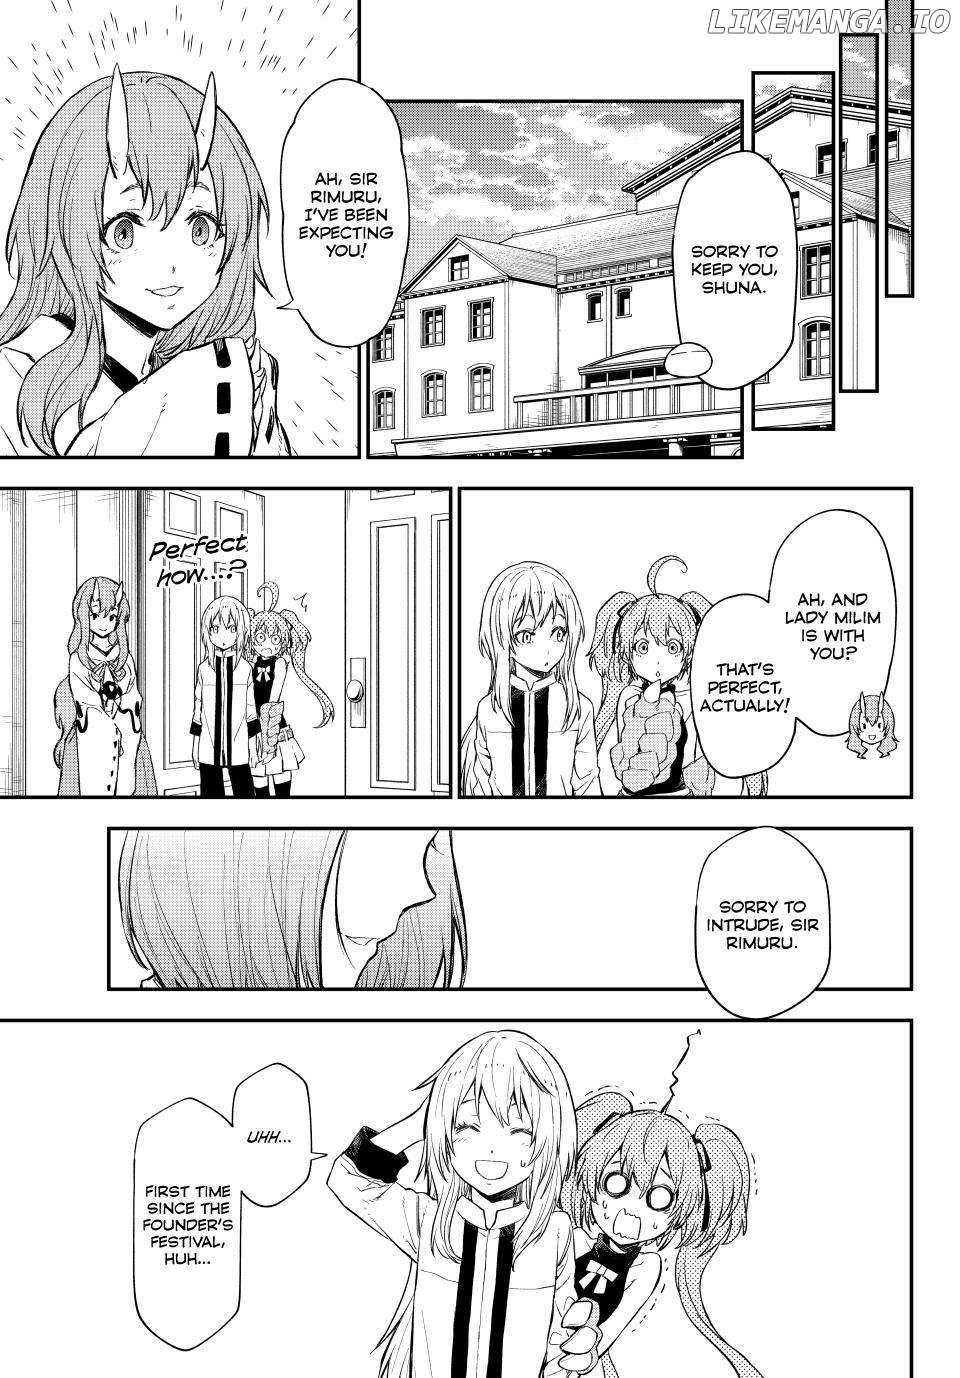 LIKEMANGA.IO
SORRY TO
KEEP YOU,
SHUNA.
AH, SIR
RIMURU,
I'VE BEEN
EXPECTING
YOU!
AH, AND
LADY MILIM
IS WITH
YOU?
THAT'S
PERFECT,
ACTUALLY!
Perfect
how....?
SORRY TO
INTRUDE, SIR
RIMURU.
UHH...
FIRST TIME
SINCE THE
FOUNDER'S
FESTIVAL,
HUH...